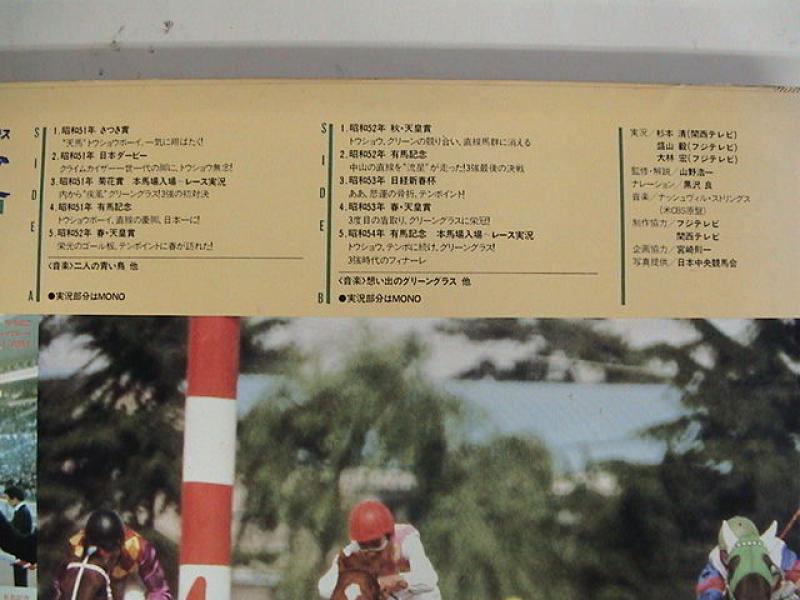 SIDE A
1. 昭和51年 さつき賞
"天馬"トウショウボーイ、一気に翔ばたく!
2. 昭和51年 日本ダービー
クライムカイザー一世一代の脚に、トウショウ無念!
3. 昭和51年 菊花賞 本馬場入場〜レース実況
内から"疾風"グリーングラス!3強の初対決
4. 昭和51年 有馬記念
トウショウボーイ、直線の豪脚、日本一に!
5. 昭和52年 春・天皇賞
栄光のゴール板、テンポイントに春が訪れた!
〈音楽〉二人の青い鳥 他
●実況部分はMONO
SIDE B
1. 昭和52年 秋・天皇賞
トウショウ、グリーンの競り合い、直線馬群に消える
2. 昭和52年 有馬記念
中山の直線を"流星"が走った!3強最後の決戦
3. 昭和53年 日経新春杯
ああ、悲運の骨折、テンポイント!
4. 昭和53年 春・天皇賞
3度目の盾取り、グリーングラスに栄冠!
5. 昭和54年 有馬記念 本馬場入場〜レース実況
トウショウ、テンポに続け、グリーングラス!
3強時代のフィナーレ
〈音楽〉想い出のグリーングラス 他
●実況部分はMONO
実況/杉本 清(関西テレビ)
盛山 毅(フジテレビ)
大林 宏(フジテレビ)
監修・解説/山野浩一
ナレーション/黒沢 良
音楽/ナッシュヴィル・ストリングス
(米CBS原盤)
制作協力/フジテレビ
関西テレビ
企画協力/宮崎則一
写真提供/日本中央競馬会